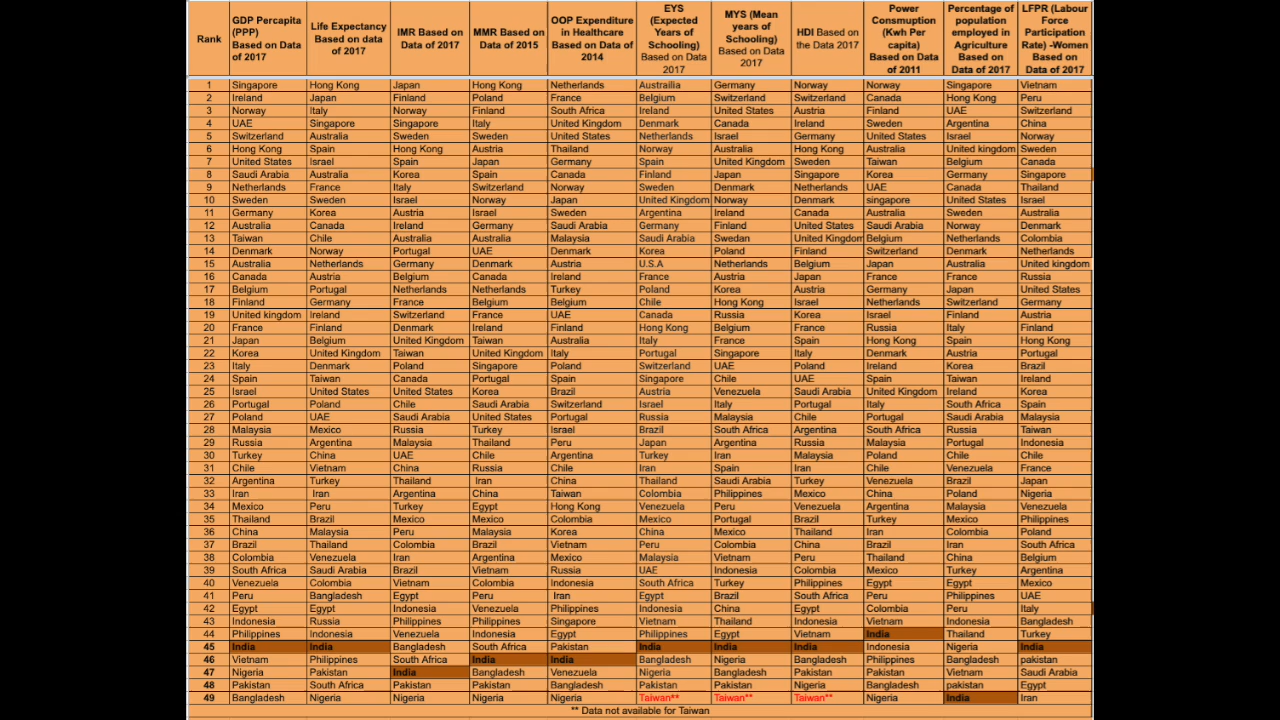 Rank GDP Percapita (PPP) Based on Data of 2017 Life Expectancy Based on data of 2017 IMR Based on Data of 2017 MMR Based on Data of 2015 OOP Expenditure in Healthcare Based on Data of 2014 EYS (Expected Years of Schooling) Based on Data 2017 MYS (Mean years of Schooling) Based on Data 2017 HDI Based on the Data 2017 Power Consmuption (Kwh Per capita) Based on Data of 2011 Percentage of population employed in Agriculture Based on Data of 2017 LFPR (Labour Force Participation Rate) -Women Based on Data of 2017
1 Singapore Hong Kong Japan Hong Kong Netherlands Austrailia Germany Norway Norway Singapore Vietnam
2 Ireland Japan Finland Poland France Belgium Switzerland Switzerland Canada Hong Kong Peru
3 Norway Italy Norway Finland South Africa Ireland United States Austria Finland UAE Switzerland
4 UAE Singapore Singapore Italy United Kingdom Denmark Canada Ireland Sweden Argentina China
5 Switzerland Australia Sweden Sweden United States Netherlands Israel Germany United States Israel Norway
6 Hong Kong Spain Hong Kong Austria Thailand Norway Australia Hong Kong Australia United kingdom Sweden
7 United States Israel Spain Japan Germany Spain United Kingdom Sweden Taiwan Belgium Canada
8 Saudi Arabia Australia Korea Spain Canada Finland Japan Singapore Korea Germany Singapore
9 Netherlands France Italy Switzerland Norway Sweden Denmark Netherlands UAE Canada Thailand
10 Sweden Sweden Israel Norway Japan United Kingdom Norway Denmark singapore United States Israel
11 Germany Korea Austria Israel Sweden Argentina Ireland Canada Australia Sweden Australia
12 Australia Canada Ireland Germany Saudi Arabia Germany Finland United States Saudi Arabia Norway Denmark
13 Taiwan Chile Australia Australia Malaysia Saudi Arabia Swedan United Kingdom Belgium Netherlands Colombia
14 Denmark Norway Portugal UAE Denmark Korea Poland Finland Switzerland Denmark Netherlands
15 Australia Netherlands Germany Denmark Austria U.S.A Netherlands Belgium Japan Australia United kingdom
16 Canada Austria Belgium Canada Ireland France Austria Japan France France Russia
17 Belgium Portugal Netherlands Netherlands Turkey Poland Korea Austria Germany Japan United States
18 Finland Germany France Belgium Belgium Chile Hong Kong Israel Netherlands Switzerland Germany
19 United kingdom Ireland Switzerland France UAE Canada Russia Korea Israel Finland Austria
20 France Finland Denmark Ireland Finland Hong Kong Belgium France Russia Italy Finland
21 Japan Belgium United Kingdom Taiwan Australia Italy France Spain Hong Kong Spain Hong Kong
22 Korea United Kingdom Taiwan United Kingdom Italy Portugal Singapore Italy Denmark Austria Portugal
23 Italy Denmark Poland Singapore Poland Switzerland UAE Poland Ireland Korea Brazil
24 Spain Taiwan Canada Portugal Spain Singapore Chile UAE Spain Taiwan Ireland
25 Israel United States United States Korea Brazil Austria Venezuela Saudi Arabia United Kingdom Ireland Korea
26 Portugal Poland Chile Saudi Arabia Switzerland Israel Italy Portugal Italy South Africa Spain
27 Poland UAE Saudi Arabia United States Portugal Russia Malaysia Chile Portugal Saudi Arabia Malaysia
28 Malaysia Mexico Russia Turkey Israel Brazil South Africa Argentina South Africa Russia Taiwan
29 Russia Argentina Malaysia Thailand Peru Japan Argentina Russia Malaysia Portugal Indonesia
30 Turkey China UAE Chile Argentina Turkey Iran Malaysia Poland Chile Chile
31 Chile Vietnam China Russia Chile Iran Spain Iran Chile Venezuela France
32 Argentina Turkey Thailand Iran China Thailand Saudi Arabia Turkey Venezuela Brazil Japan
33 Iran Iran Argentina China Taiwan Colombia Philippines Mexico China Poland Nigeria
34 Mexico Peru Turkey Egypt Hong Kong Venezuela Peru Venezuela Argentina Malaysia Venezuela
35 Thailand Brazil Mexico Mexico Colombia Mexico Portugal Brazil Turkey Mexico Philippines
36 China Malaysia Peru Malaysia Korea China Mexico Thailand Iran Colombia Poland
37 Brazil Thailand Colombia Brazil Vietnam Peru Colombia China Brazil Iran South Africa
38 Colombia Venezuela Iran Argentina Mexico Malaysia Vietnam Peru Thailand China Belgium
39 South Africa Saudi Arabia Brazil Vietnam Russia UAE Indonesia Colombia Mexico Turkey Argentina
40 Venezuela Colombia Vietnam Colombia Indonesia South Africa Turkey Philippines Egypt Egypt Mexico
41 Peru Bangladesh Egypt Peru Iran Egypt Brazil South Africa Peru Philippines UAE
42 Egypt Egypt Indonesia Venezuela Philippines Indonesia China Egypt Colombia Peru Italy
43 Indonesia Russia Philippines Philippines Singapore Vietnam Thailand Indonesia Vietnam Indonesia Bangladesh
44 Philippines Indonesia Venezuela Indonesia Egypt Philippines Egypt Vietnam India Thailand Turkey
45 India India Bangladesh South Africa Pakistan India India India Indonesia Nigeria India
46 Vietnam Philippines South Africa India India Bangladesh Nigeria Bangladesh Philippines Bangladesh pakistan
47 Nigeria Pakistan India Bangladesh Venezuela Nigeria Bangladesh Pakistan Pakistan Vietnam Saudi Arabia
48 Pakistan South Africa Pakistan Pakistan Bangladesh Pakistan Pakistan Nigeria Bangladesh pakistan Egypt
49 Bangladesh Nigeria Nigeria Nigeria Nigeria Taiwan** Taiwan** Taiwan** Nigeria India Iran
** Data not available for Taiwan